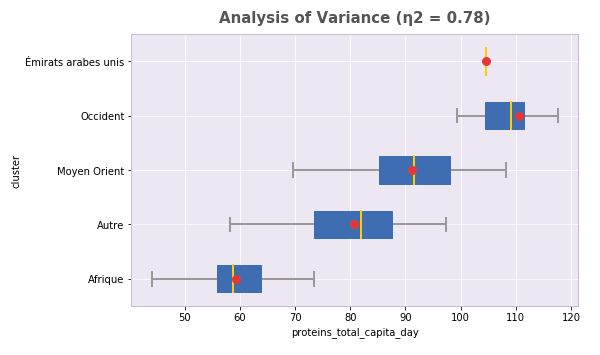 Analysis of Variance (η2 = 0.78)
Émirats arabes unis
Occident
Moyen Orient
Autre
Afrique
cluster
50 60 70 80 90 100 110 120
proteins_total_capita_day